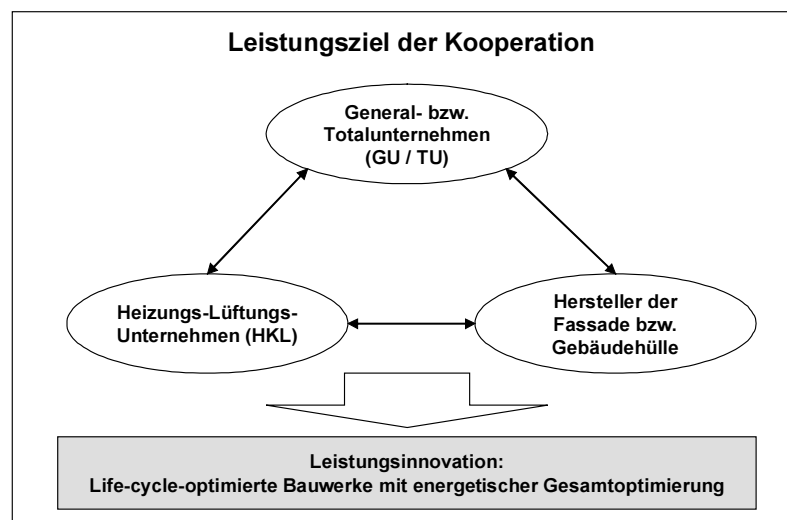 Leistungsziel der Kooperation
General- bzw.
Totalunternehmen
(GU / TU)
Heizungs-Lüftungs-
Unternehmen (HKL)
Hersteller der
Fassade bzw.
Gebäudehülle
Leistungsinnovation:
Life-cycle-optimierte Bauwerke mit energetischer Gesamtoptimierung